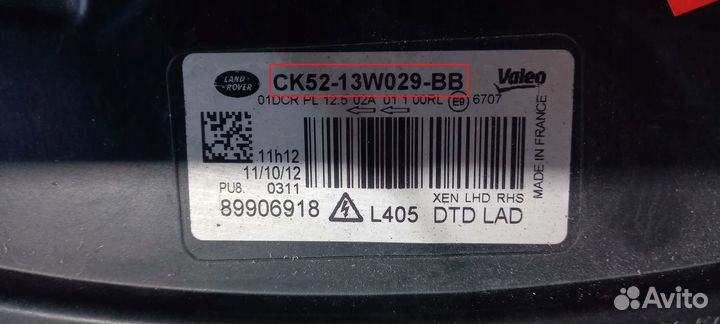 LAND-
ROVER
CK52-13W029-BB
Valeo
01DCR PL 12.5 02A 01 1 00RL E9 6707
11h12
11/10/12
PU8. 0311
MADE IN FRANCE
XEN LHD RHS
89906918 L405 DTD LAD
Avito